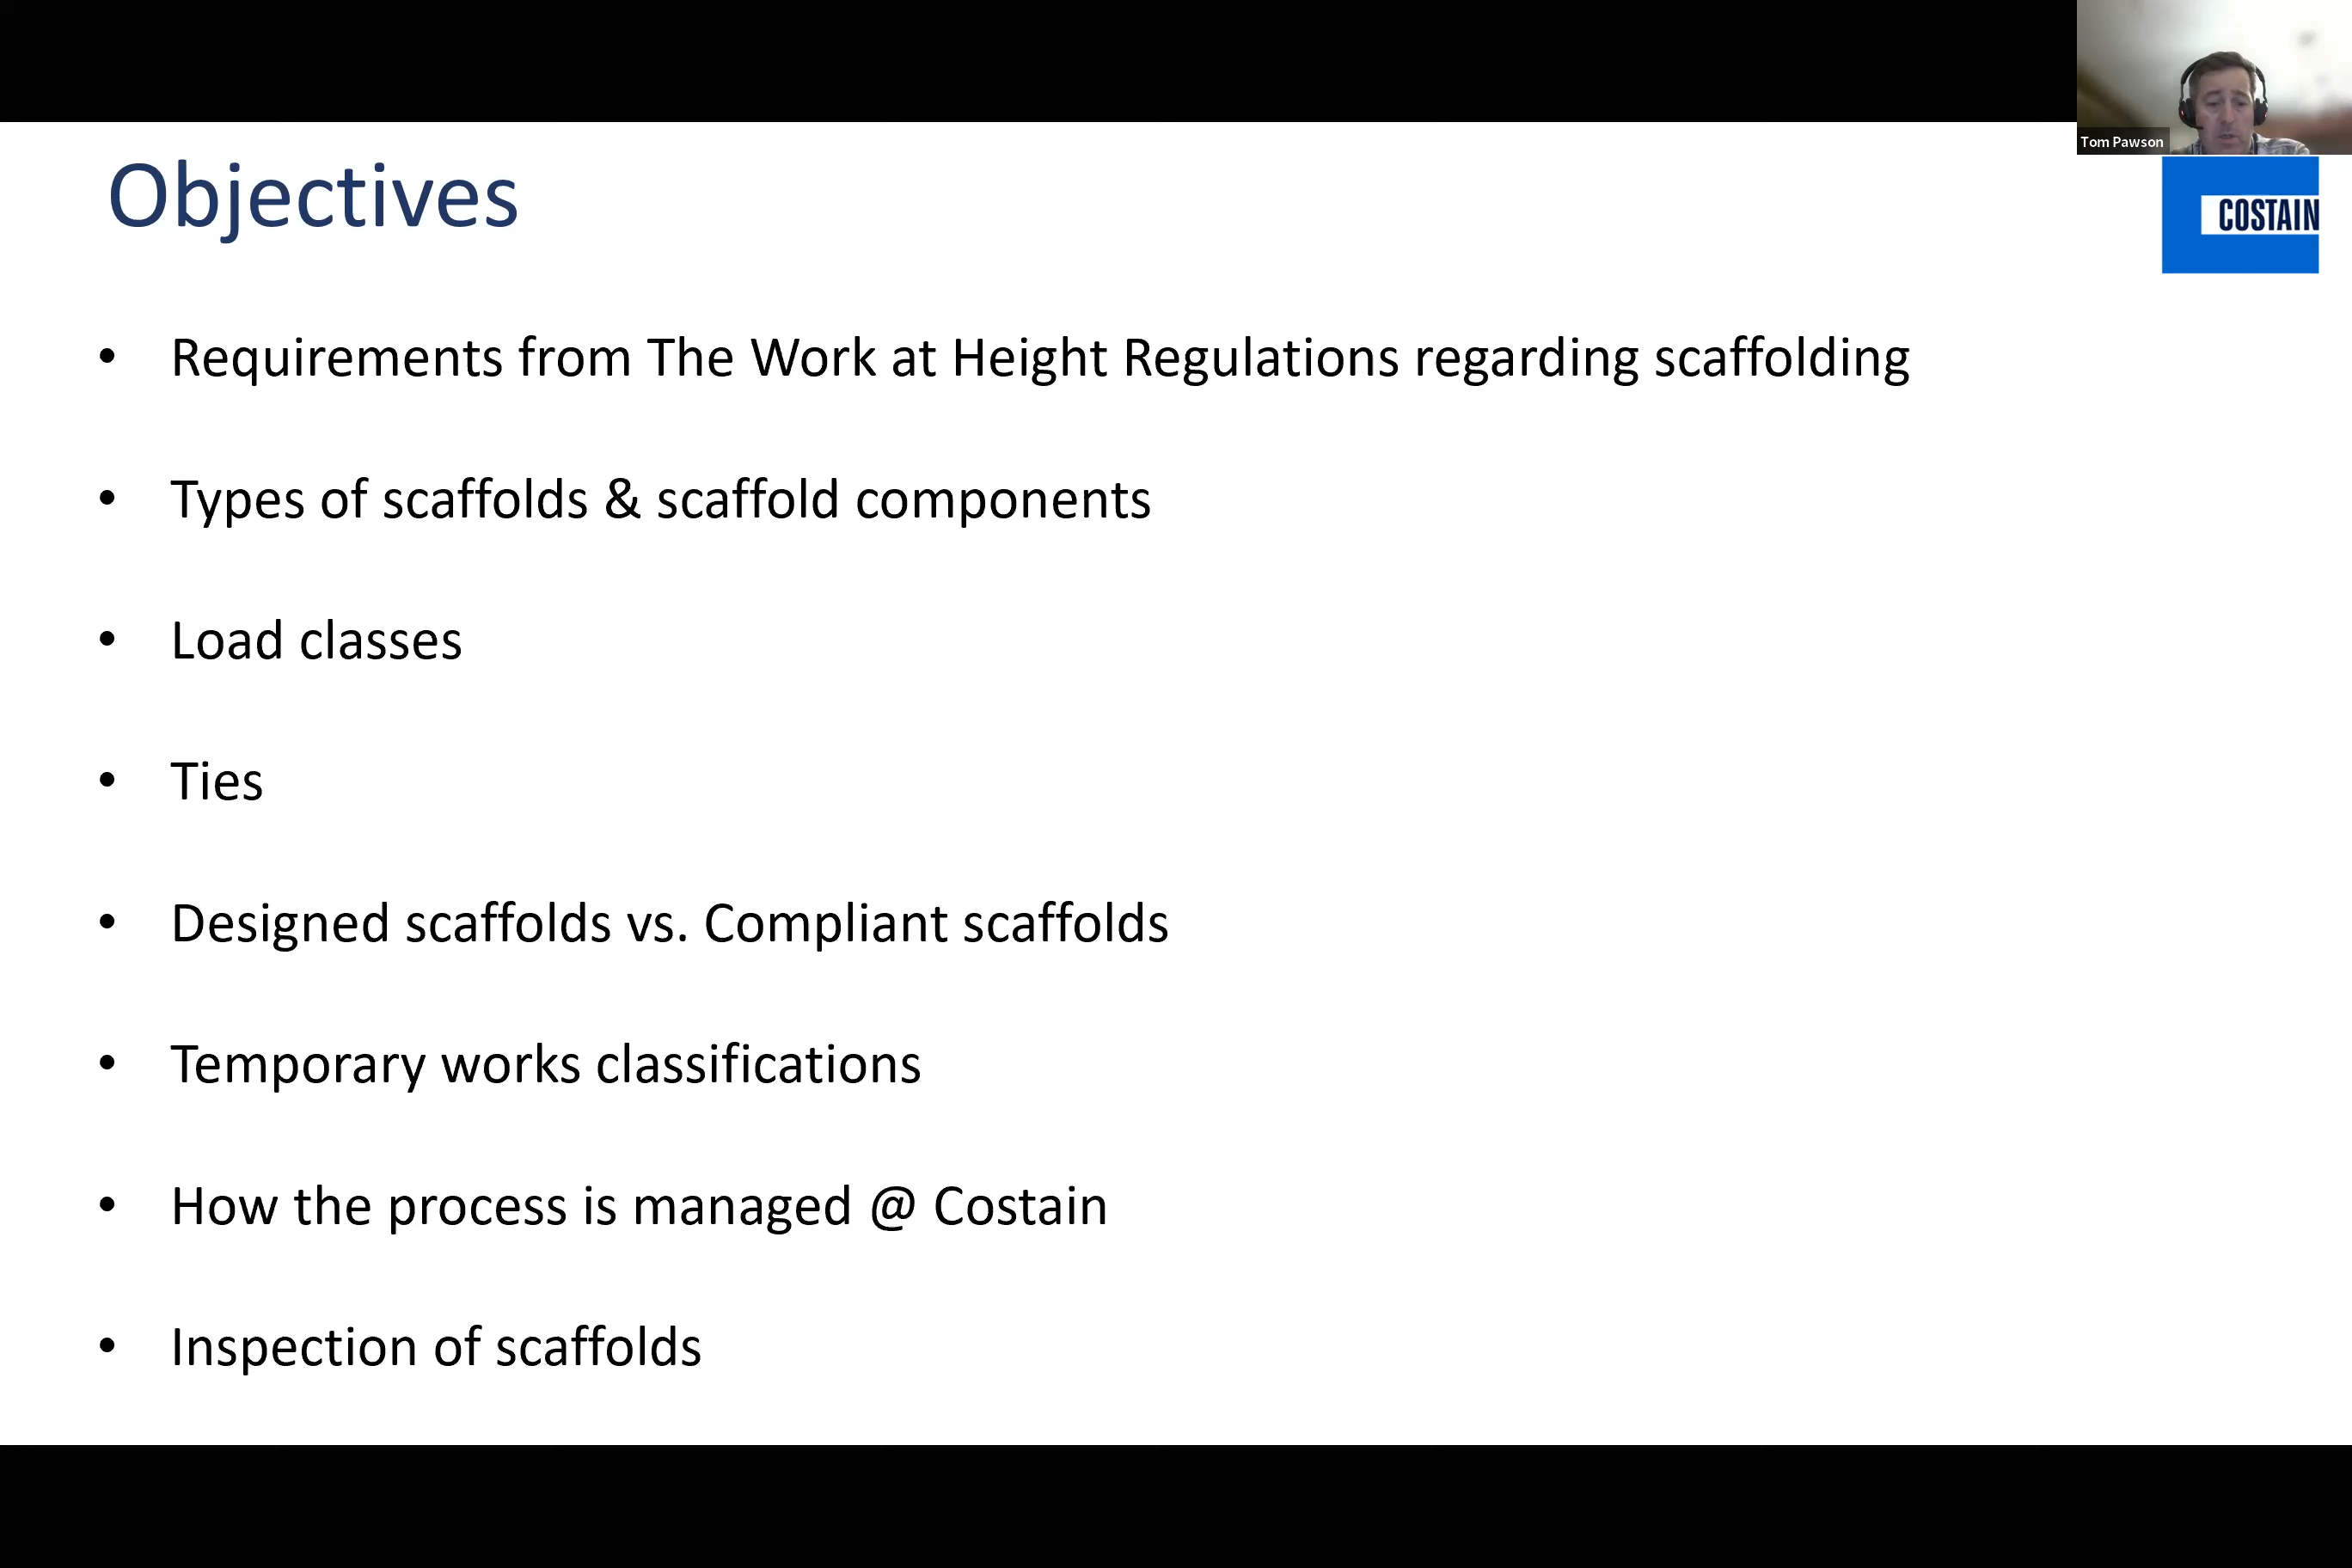 Tom Pawson
COSTAIN
Objectives
• Requirements from The Work at Height Regulations regarding scaffolding
• Types of scaffolds & scaffold components
• Load classes
• Ties
• Designed scaffolds vs. Compliant scaffolds
• Temporary works classifications
• How the process is managed @ Costain
• Inspection of scaffolds